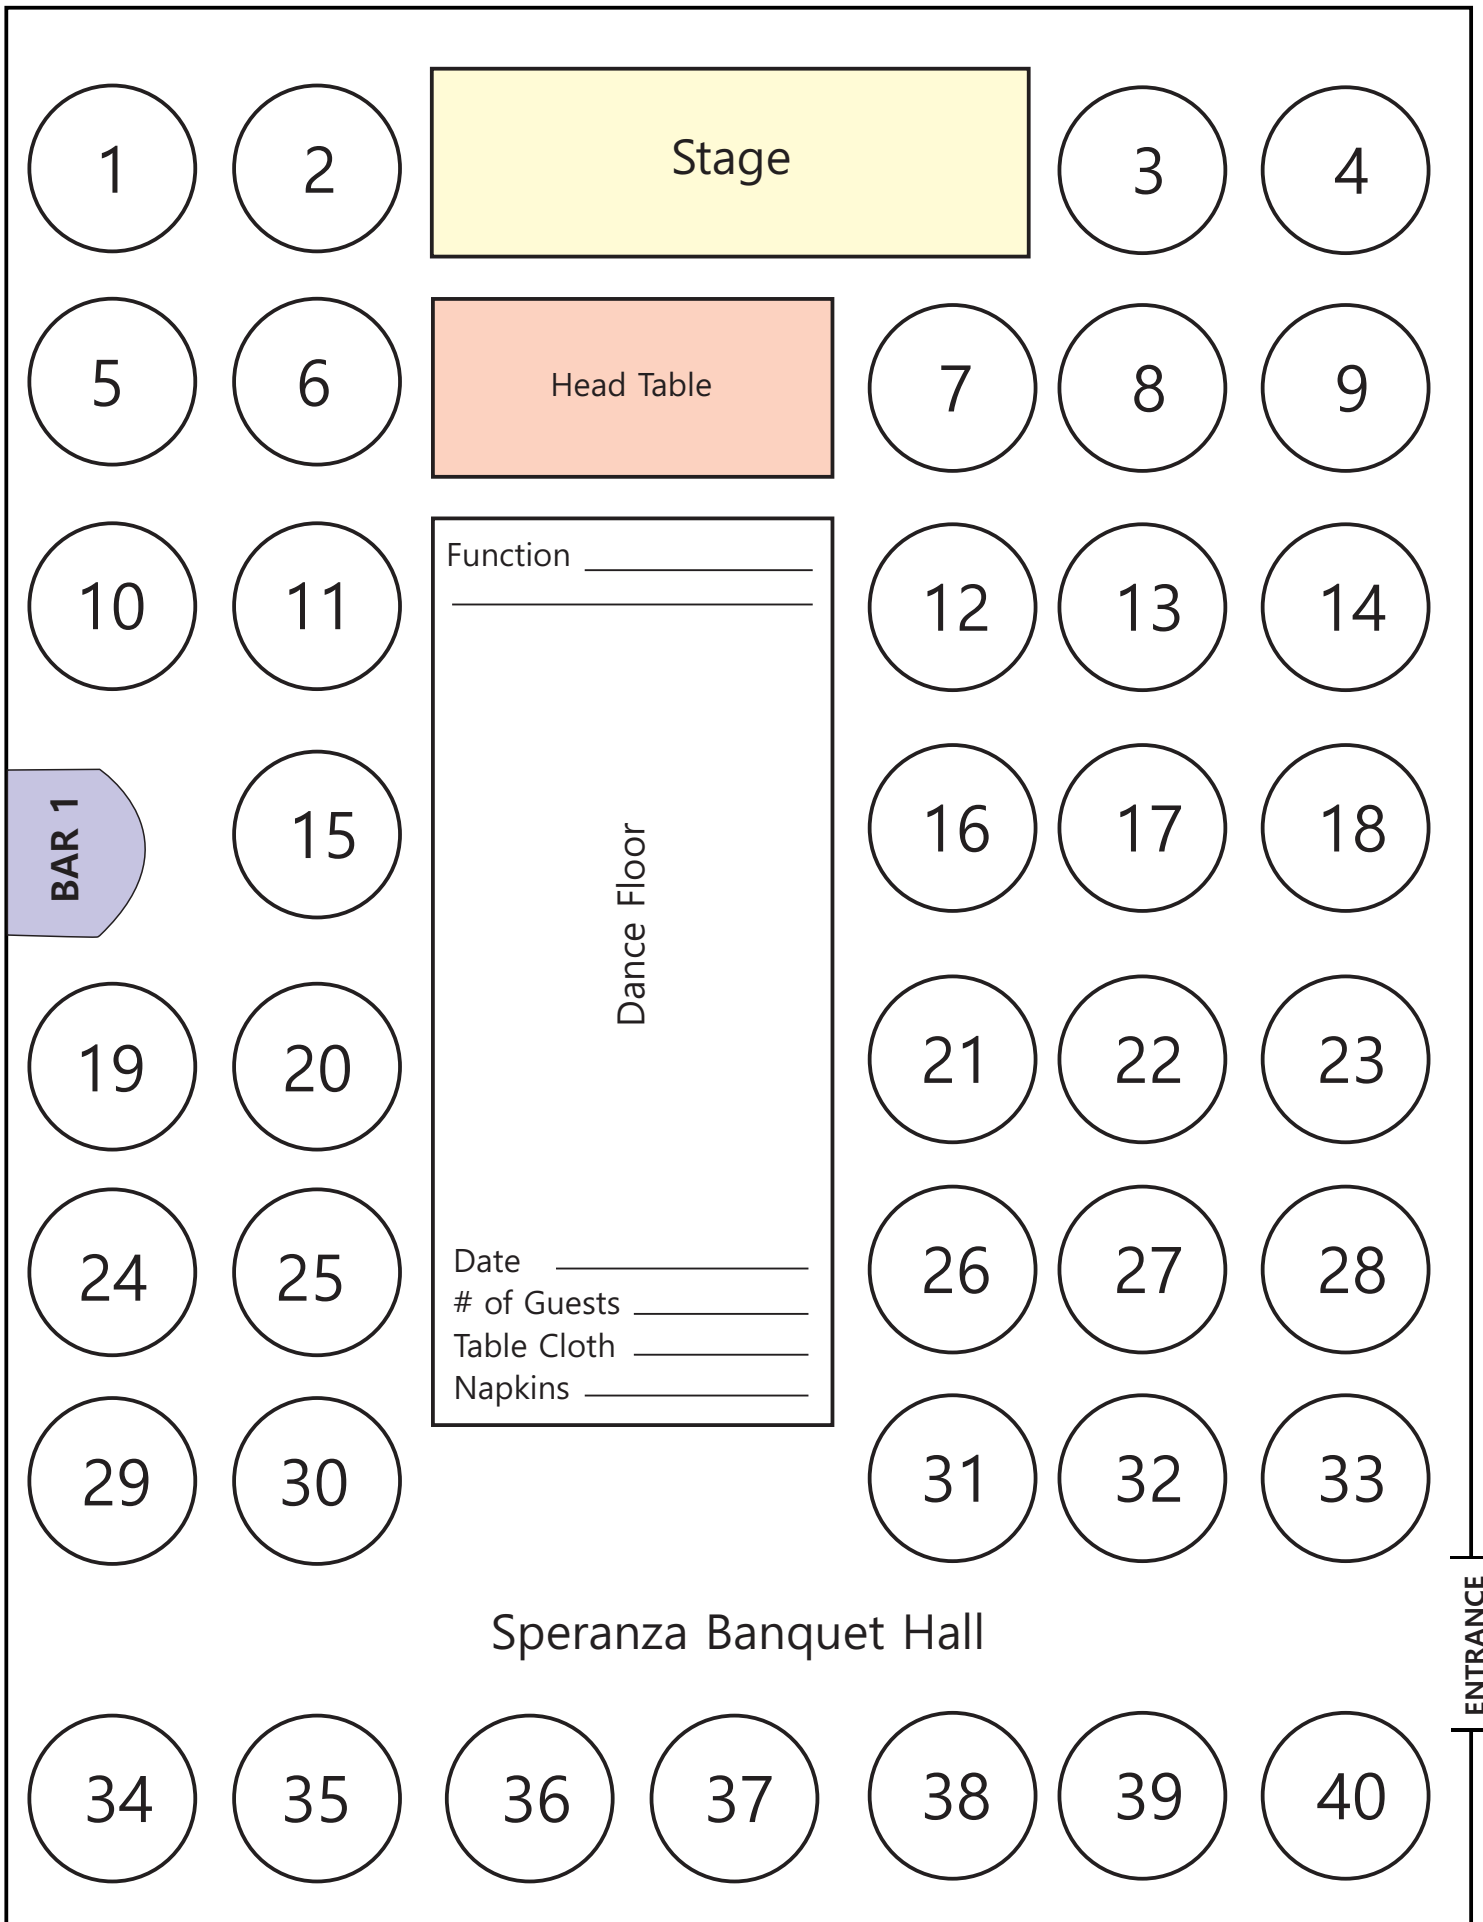 1 2 Stage 3 4
5 6 Head Table 7 8 9
Function
10 11 12 13 14
BAR 1 15 Dance Floor 16 17 18
19 20 21 22 23
Date
24 25 26 27 28
# of Guests
Table Cloth
Napkins
29 30 31 32 33
ENTRANCE
Speranza Banquet Hall
34 35 36 37 38 39 40